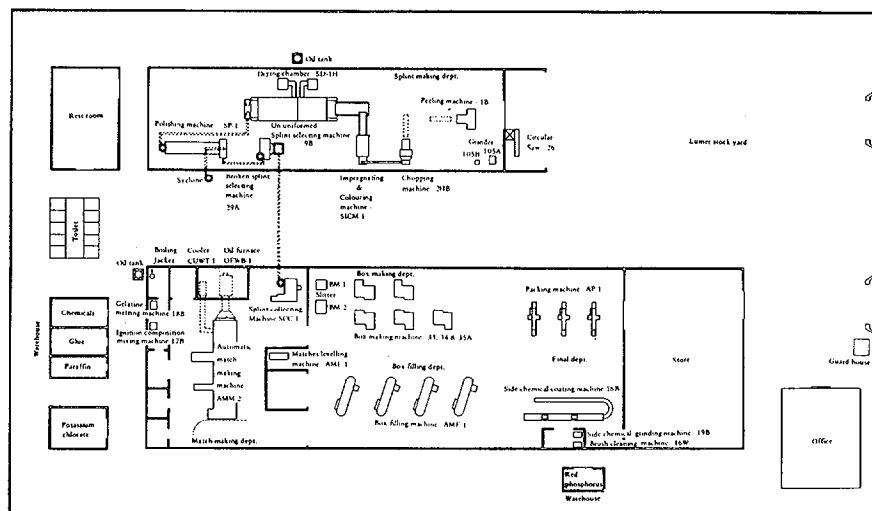 Oil tank
Drying chamber SD-1H
Splint making dept.
Rest room
Peeling machine - 1B
Polishing machine SP-1
Un uniformed
Splint selecting machine
9B
Grander
105H 105A
Circular
Saw - 26
Lumer stock yard
Syclone
Broken splint
selecting
machine
29A
Impregnating
&
Colouring
machine -
SICM 1
Chopping
machine - 2HB
Toilet
Oil tank
Boiling
Jacket
Cooler
CUWT-1
Oil furnace
OFWB-1
BM 1
Slitter
BM 2
Box making dept.
Packing machine AP 1
Gelatine
melting machine 18B
Splint collecting
Machine SCC 1
Ignition composition
mixing machine 17B
Box making machine 33, 34 & 35A
Warehouse
Chemicals
Glue
Paraffin
Automatic
match
making
machine
AMM 2
Matches levelling
machine AML 1
Final dept.
Store
Guard house
Box filling dept.
Side chemical coating machine 16B
Potassium
chlorate
Box filling machine AMF 1
Match making dept.
Side chemical grinding machine 19B
Brush cleaning machine 16W
Office
Red
phosphorus
Warehouse